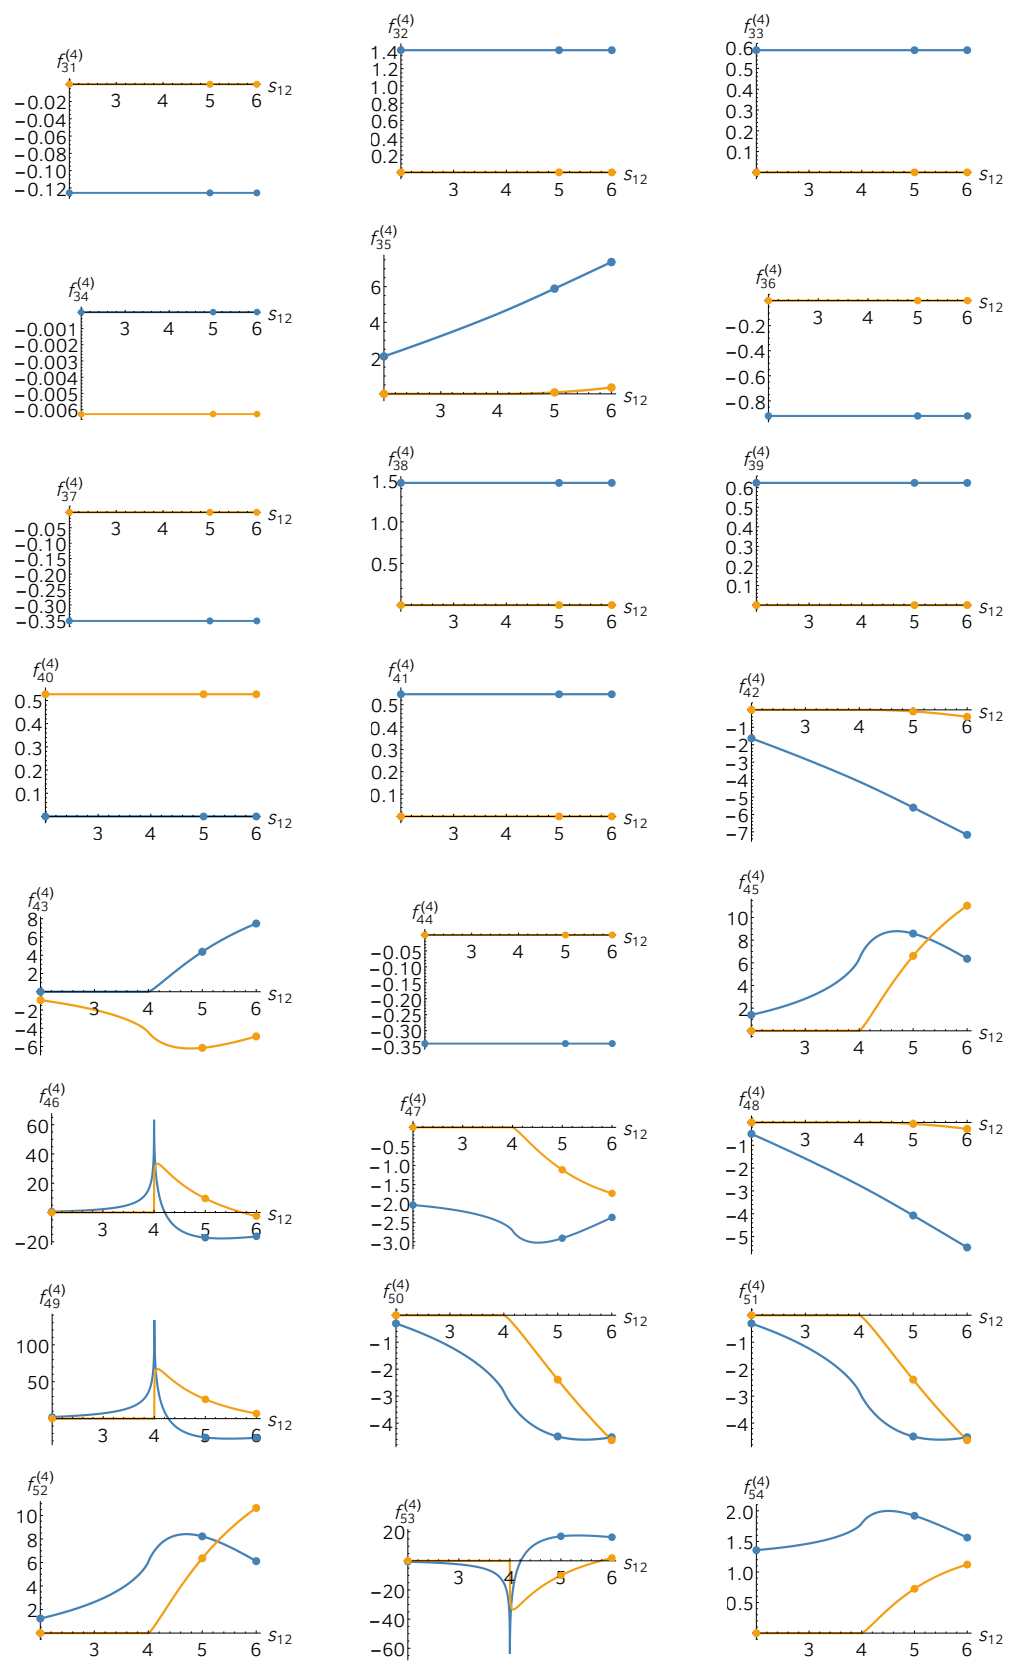 f_{31}^{(4)}
s_{12}
3 4 5 6
−0.02
−0.04
−0.06
−0.08
−0.10
−0.12
f_{32}^{(4)}
1.4
1.2
1.0
0.8
0.6
0.4
0.2
3 4 5 6
s_{12}
f_{33}^{(4)}
0.6
0.5
0.4
0.3
0.2
0.1
3 4 5 6
s_{12}
f_{34}^{(4)}
s_{12}
3 4 5 6
−0.001
−0.002
−0.003
−0.004
−0.005
−0.006
f_{35}^{(4)}
6
4
2
3 4 5 6
s_{12}
f_{36}^{(4)}
s_{12}
3 4 5 6
−0.2
−0.4
−0.6
−0.8
f_{37}^{(4)}
s_{12}
3 4 5 6
−0.05
−0.10
−0.15
−0.20
−0.25
−0.30
−0.35
f_{38}^{(4)}
1.5
1.0
0.5
3 4 5 6
s_{12}
f_{39}^{(4)}
0.6
0.5
0.4
0.3
0.2
0.1
3 4 5 6
s_{12}
f_{40}^{(4)}
0.5
0.4
0.3
0.2
0.1
3 4 5 6
s_{12}
f_{41}^{(4)}
0.5
0.4
0.3
0.2
0.1
3 4 5 6
s_{12}
f_{42}^{(4)}
s_{12}
3 4 5 6
−1
−2
−3
−4
−5
−6
−7
f_{43}^{(4)}
8
6
4
2
−2
−4
−6
3 4 5 6
s_{12}
f_{44}^{(4)}
s_{12}
3 4 5 6
−0.05
−0.10
−0.15
−0.20
−0.25
−0.30
−0.35
f_{45}^{(4)}
10
8
6
4
2
3 4 5 6
s_{12}
f_{46}^{(4)}
60
40
20
−20
3 4 5 6
s_{12}
f_{47}^{(4)}
s_{12}
3 4 5 6
−0.5
−1.0
−1.5
−2.0
−2.5
−3.0
f_{48}^{(4)}
s_{12}
3 4 5 6
−1
−2
−3
−4
−5
f_{49}^{(4)}
100
50
3 4 5 6
s_{12}
f_{50}^{(4)}
s_{12}
3 4 5 6
−1
−2
−3
−4
f_{51}^{(4)}
s_{12}
3 4 5 6
−1
−2
−3
−4
f_{52}^{(4)}
10
8
6
4
2
3 4 5 6
s_{12}
f_{53}^{(4)}
20
−20
−40
−60
3 4 5 6
s_{12}
f_{54}^{(4)}
2.0
1.5
1.0
0.5
3 4 5 6
s_{12}